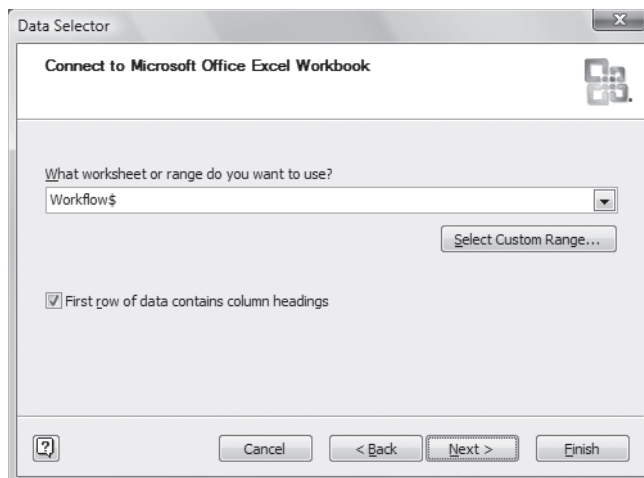 Data Selector
Connect to Microsoft Office Excel Workbook
What worksheet or range do you want to use?
Workflow$
Select Custom Range...
First row of data contains column headings
Cancel < Back Next > Finish